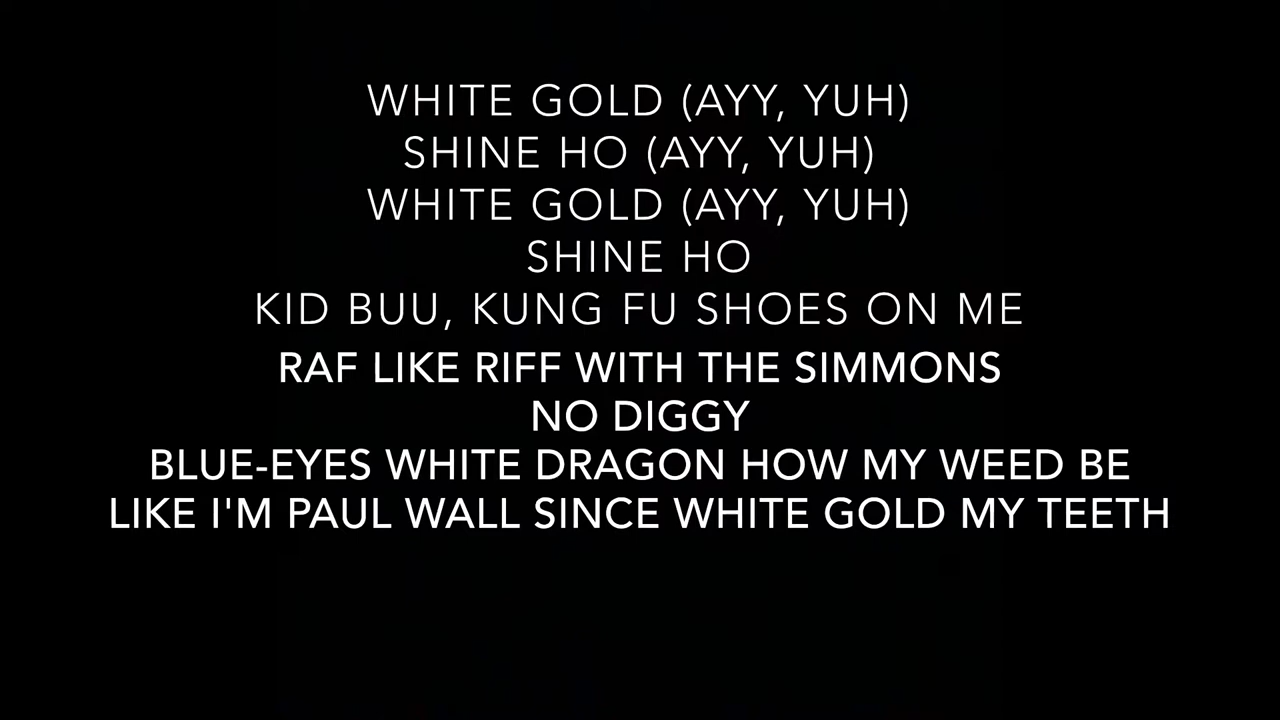 WHITE GOLD (AYY, YUH)
SHINE HO (AYY, YUH)
WHITE GOLD (AYY, YUH)
SHINE HO
KID BUU, KUNG FU SHOES ON ME
RAF LIKE RIFF WITH THE SIMMONS
NO DIGGY
BLUE-EYES WHITE DRAGON HOW MY WEED BE
LIKE I'M PAUL WALL SINCE WHITE GOLD MY TEETH